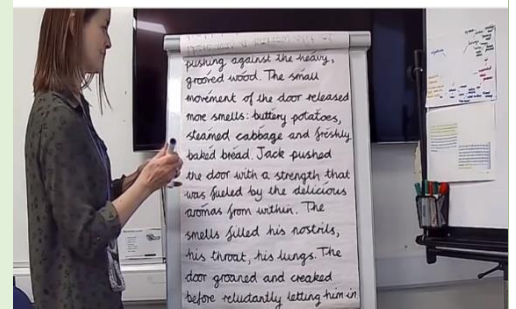 pushing against the heavy,
grooved wood. The small
movement of the door released
more smells: buttery potatoes,
steamed cabbage and freshly
baked bread. Jack pushed
the door with a strength that
was fueled by the delicious
aromas from within. The
smells filled his nostrils,
his throat, his lungs. The
door groaned and creaked
before reluctantly letting him in